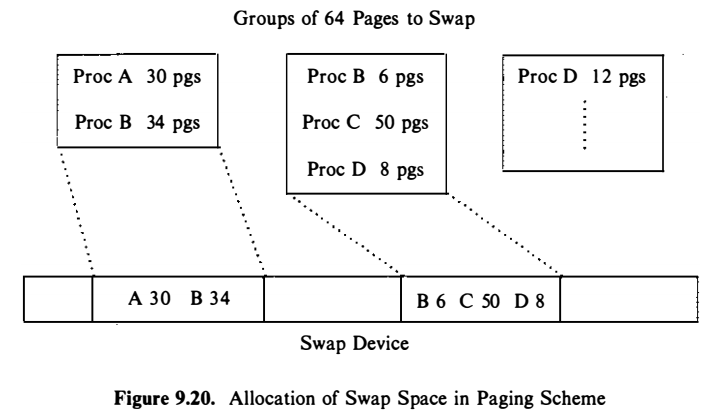 Groups of 64 Pages to Swap
Proc A 30 pgs
Proc B 34 pgs
Proc B 6 pgs
Proc C 50 pgs
Proc D 8 pgs
Proc D 12 pgs
A 30 B 34
B 6 C 50 D 8
Swap Device
Figure 9.20. Allocation of Swap Space in Paging Scheme